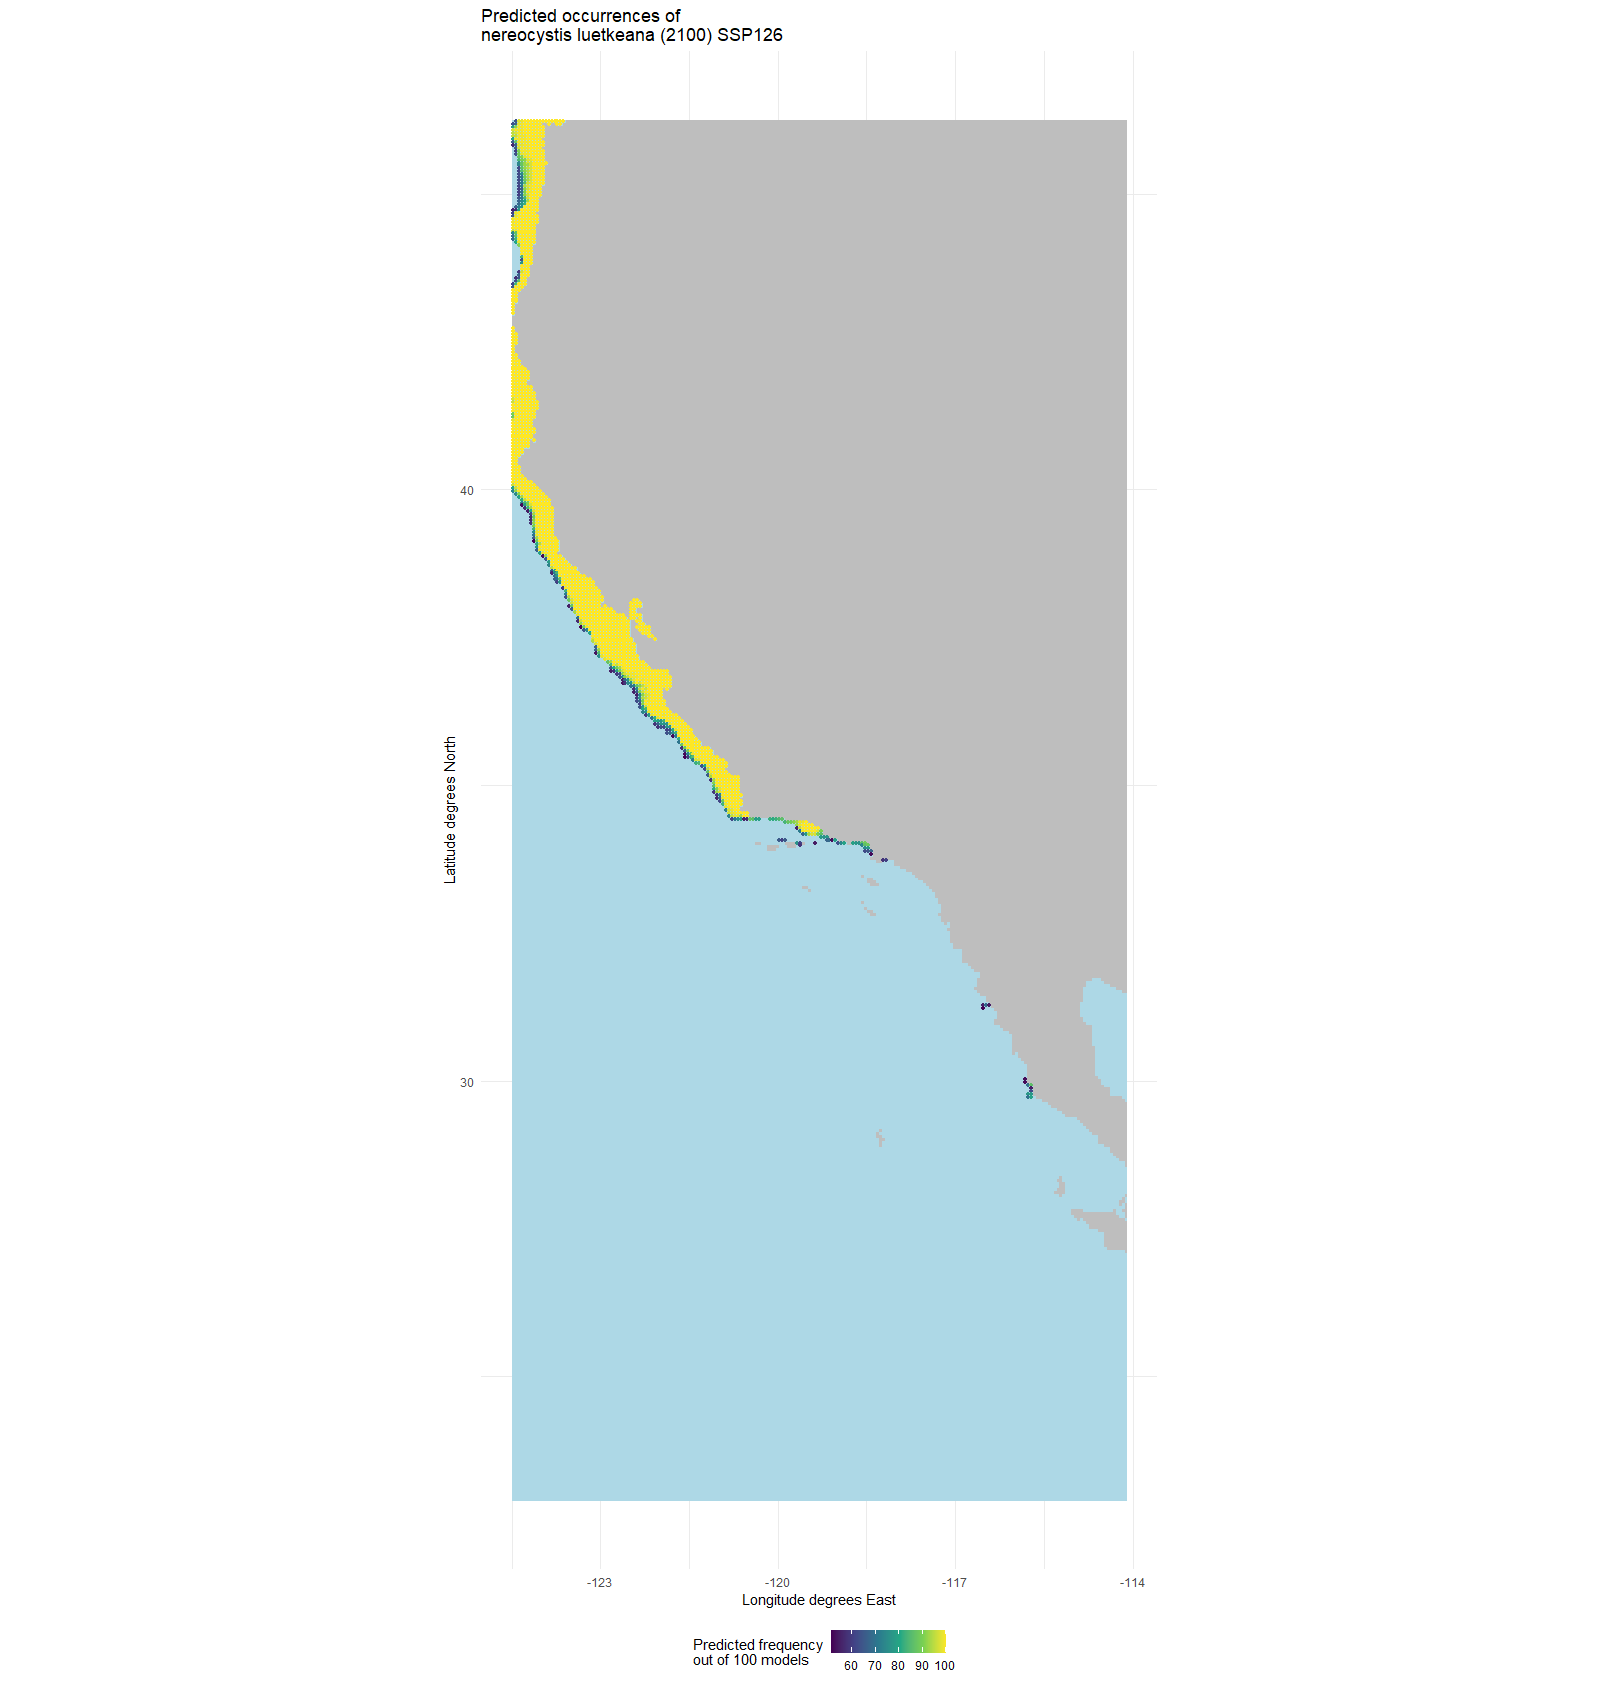 Predicted occurrences of
nereocystis luetkeana (2100) SSP126
40
Latitude degrees North
30
-123
-120
-117
-114
Longitude degrees East
Predicted frequency
out of 100 models
60
70
80
90
100